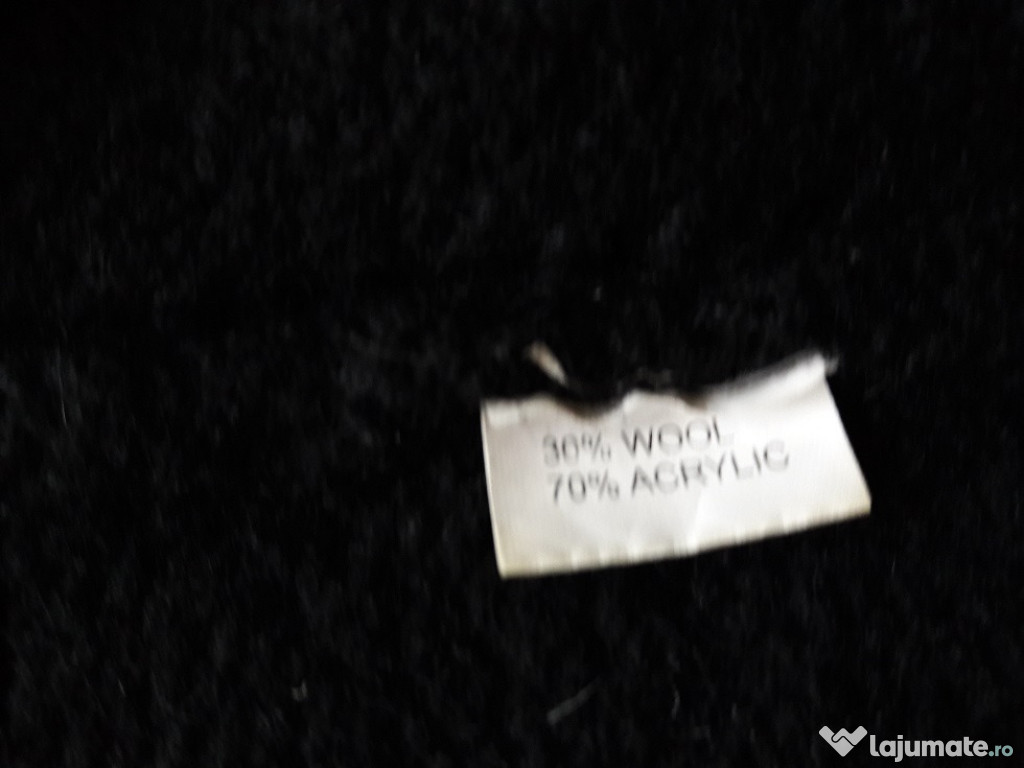 30% WOOL
70% ACRYLIC
lajumate.ro